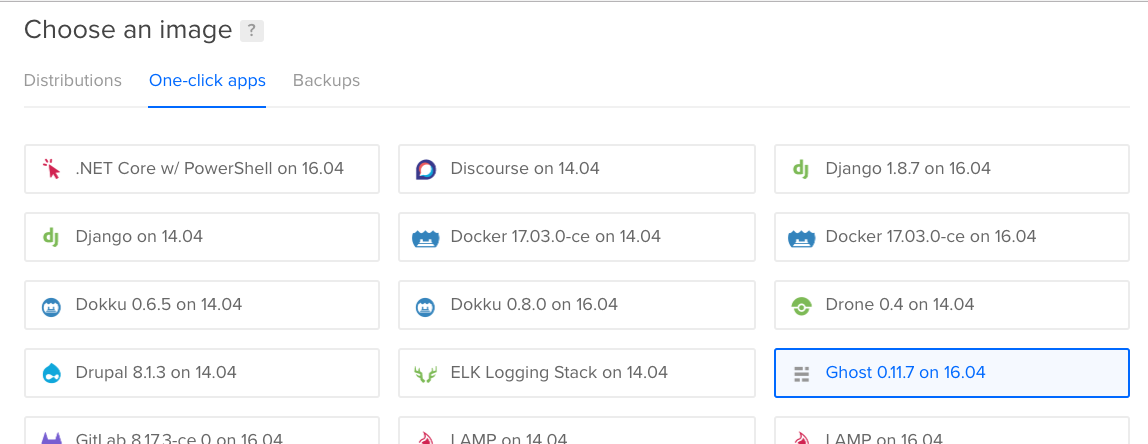 Choose an image ?
Distributions One-click apps Backups
.NET Core w/ PowerShell on 16.04
Discourse on 14.04
Django 1.8.7 on 16.04
Django on 14.04
Docker 17.03.0-ce on 14.04
Docker 17.03.0-ce on 16.04
Dokku 0.6.5 on 14.04
Dokku 0.8.0 on 16.04
Drone 0.4 on 14.04
Drupal 8.1.3 on 14.04
ELK Logging Stack on 14.04
Ghost 0.11.7 on 16.04
GitLab 8.17.3-ce.0 on 16.04
LAMP on 14.04
LAMP on 16.04